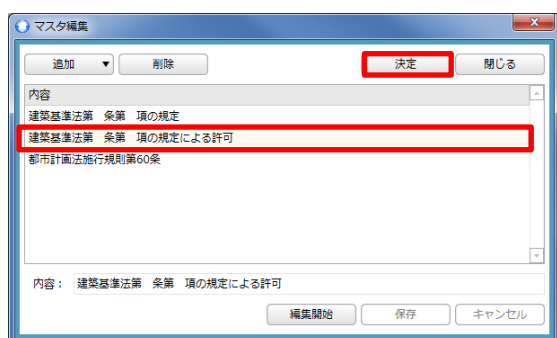 マスタ編集
追加 ▼ 削除 決定 閉じる
内容
建築基準法第　条第　項の規定
建築基準法第　条第　項の規定による許可
都市計画法施行規則第60条
内容： 建築基準法第　条第　項の規定による許可
編集開始 保存 キャンセル